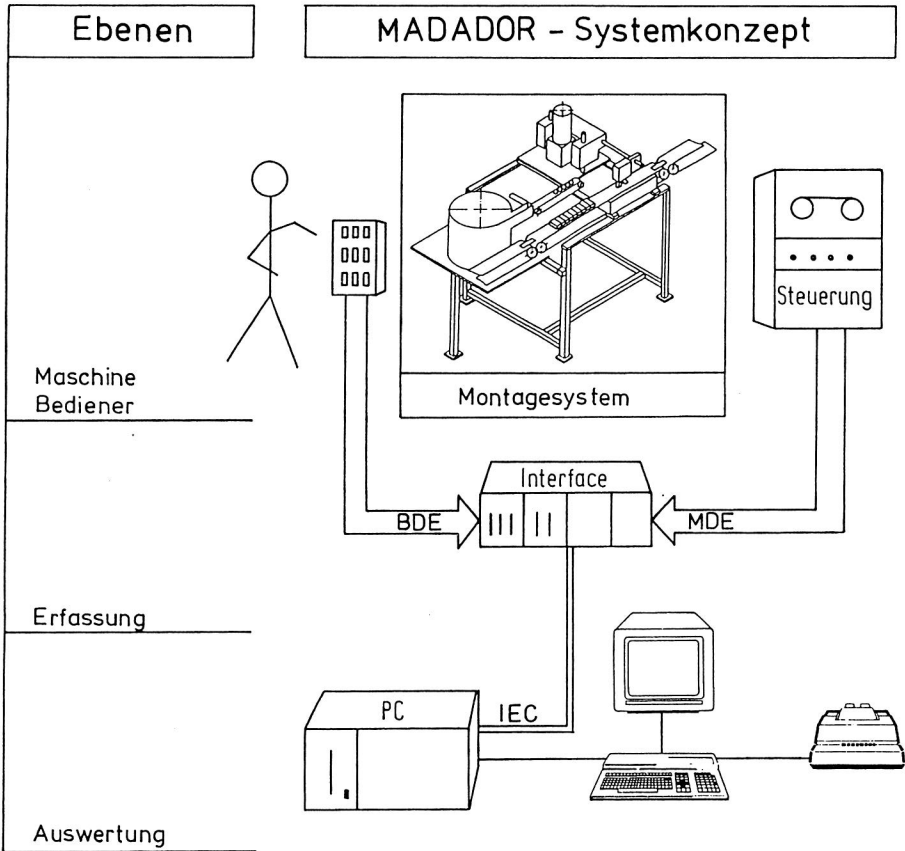 Ebenen
MADADOR - Systemkonzept
Steuerung
Montagesystem
Maschine
Bediener
Interface
BDE
MDE
Erfassung
PC
IEC
Auswertung